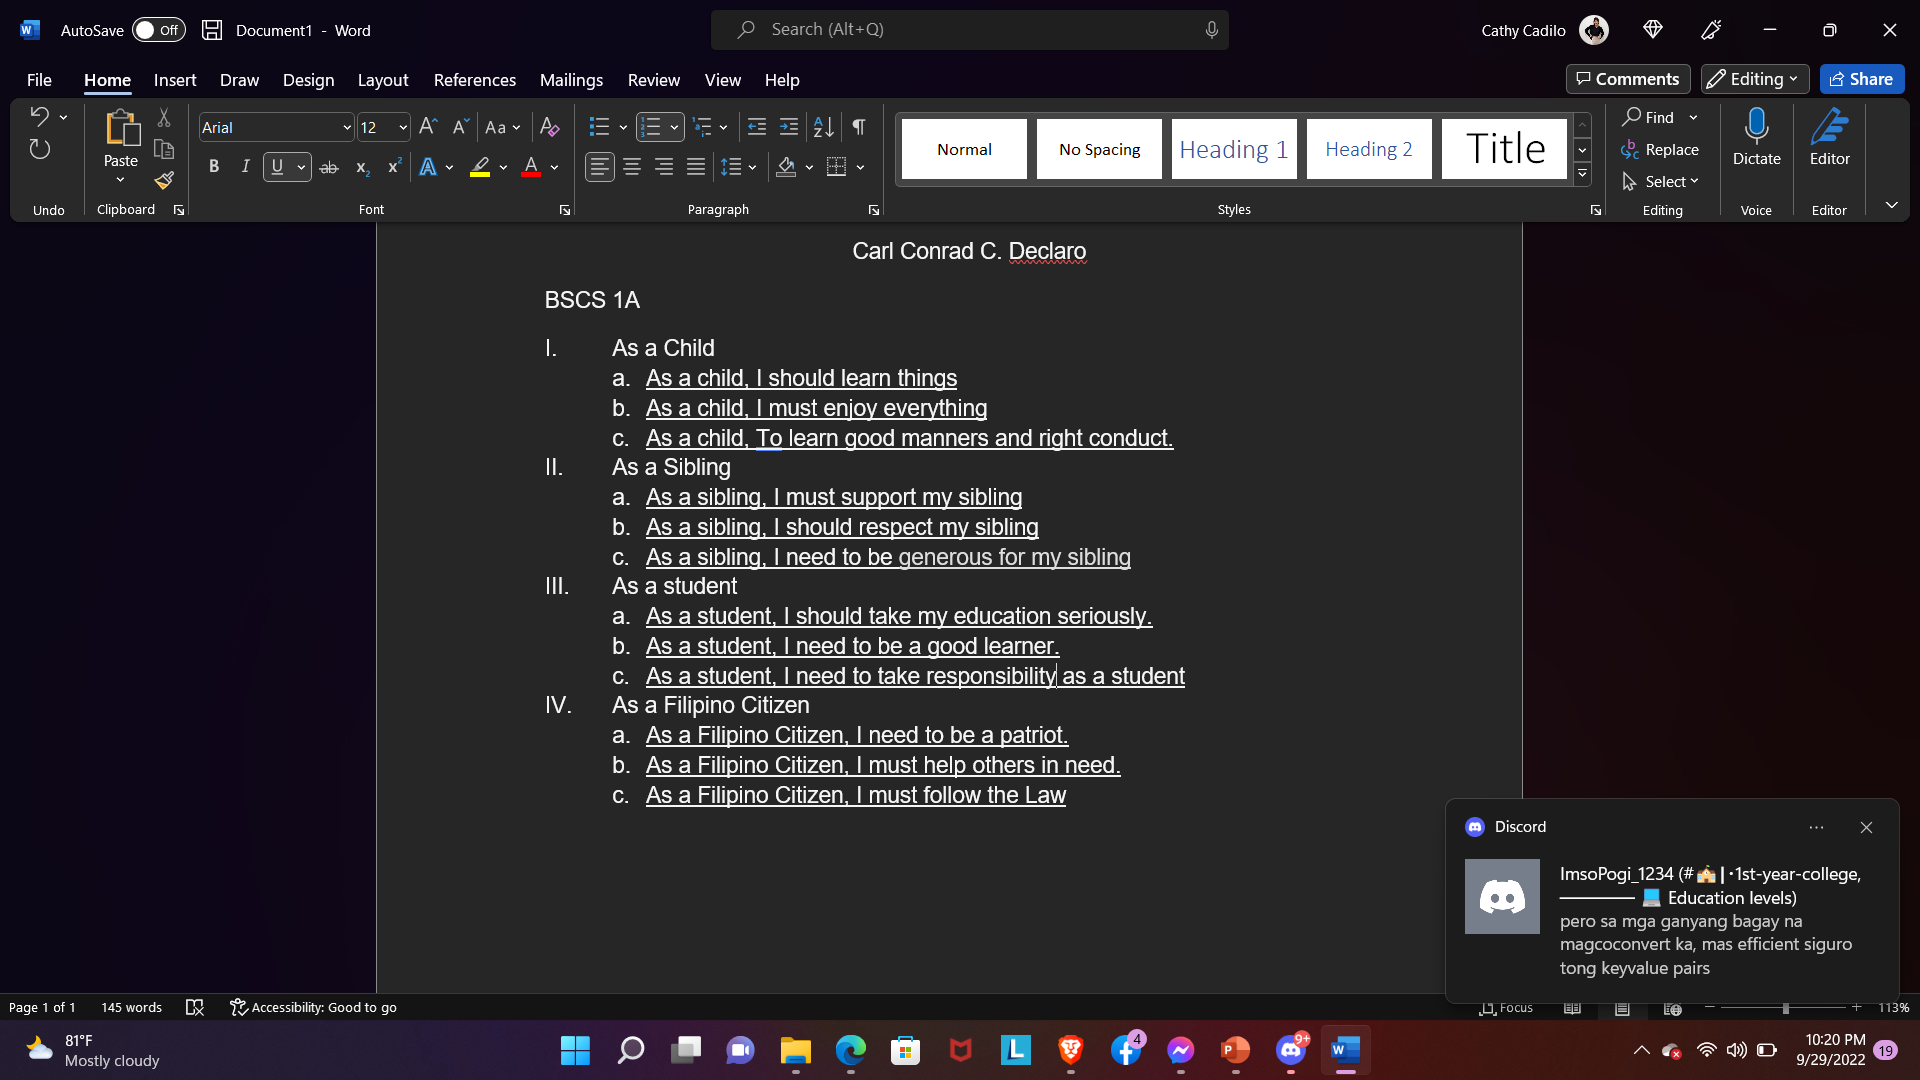 AutoSave Off Document1 - Word Search (Alt+Q) Cathy Cadilo
File Home Insert Draw Design Layout References Mailings Review View Help Comments Editing Share
Paste
Arial 12
Aa
B I U ab x2 x2 A A
Normal No Spacing Heading 1 Heading 2 Title
Find
Replace
Select
Dictate
Editor
Undo Clipboard Font Paragraph Styles Editing Voice Editor
Carl Conrad C. Declaro
BSCS 1A
I. As a Child
a. As a child, I should learn things
b. As a child, I must enjoy everything
c. As a child, To learn good manners and right conduct.
II. As a Sibling
a. As a sibling, I must support my sibling
b. As a sibling, I should respect my sibling
c. As a sibling, I need to be generous for my sibling
III. As a student
a. As a student, I should take my education seriously.
b. As a student, I need to be a good learner.
c. As a student, I need to take responsibility as a student
IV. As a Filipino Citizen
a. As a Filipino Citizen, I need to be a patriot.
b. As a Filipino Citizen, I must help others in need.
c. As a Filipino Citizen, I must follow the Law
Discord
ImsoPogi_1234 (#🏫|・1st-year-college,
———— 💻 Education levels)
pero sa mga ganyang bagay na
magcoconvert ka, mas efficient siguro
tong keyvalue pairs
Page 1 of 1 145 words Accessibility: Good to go Focus 113%
81°F
Mostly cloudy
4
9+
10:20 PM
9/29/2022
19